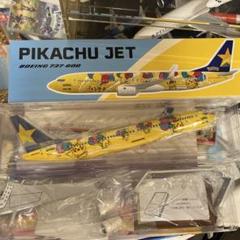 PIKACHU JET
BOEING 737-800